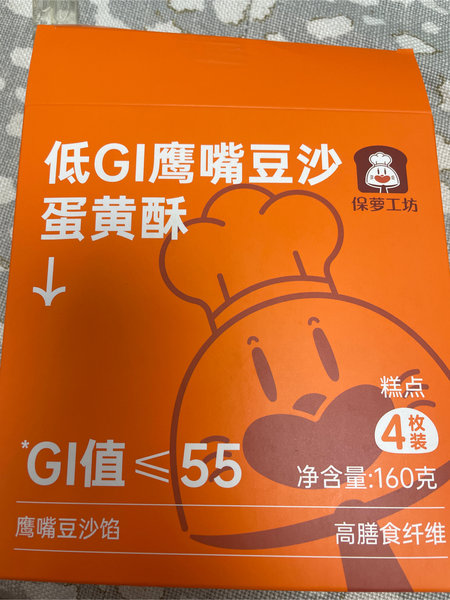 低GI鹰嘴豆沙
蛋黄酥
保萝工坊
糕点
4枚装
*GI值≤55
净含量:160克
鹰嘴豆沙馅
高膳食纤维